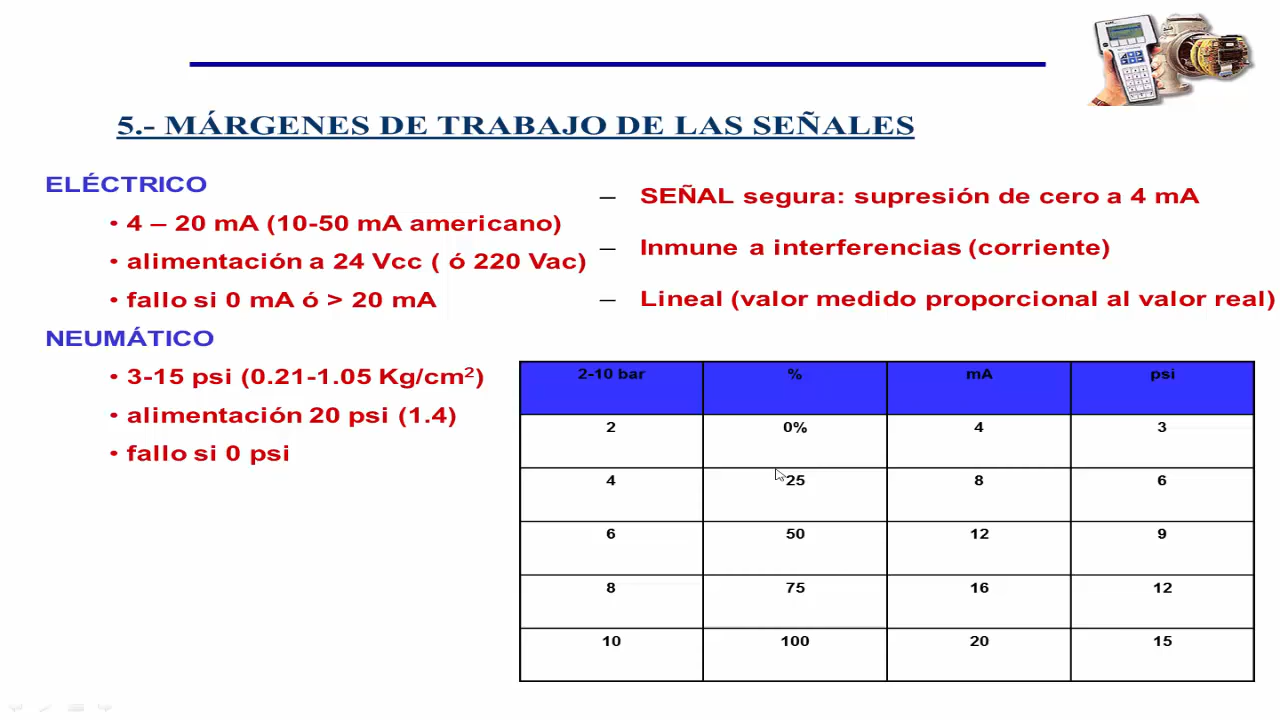 5.- MÁRGENES DE TRABAJO DE LAS SEÑALES
ELÉCTRICO
• 4 – 20 mA (10-50 mA americano)
• alimentación a 24 Vcc ( ó 220 Vac)
• fallo si 0 mA ó > 20 mA
NEUMÁTICO
• 3-15 psi (0.21-1.05 Kg/cm²)
• alimentación 20 psi (1.4)
• fallo si 0 psi
– SEÑAL segura: supresión de cero a 4 mA
– Inmune a interferencias (corriente)
– Lineal (valor medido proporcional al valor real)
2-10 bar % mA psi
2 0% 4 3
4 25 8 6
6 50 12 9
8 75 16 12
10 100 20 15